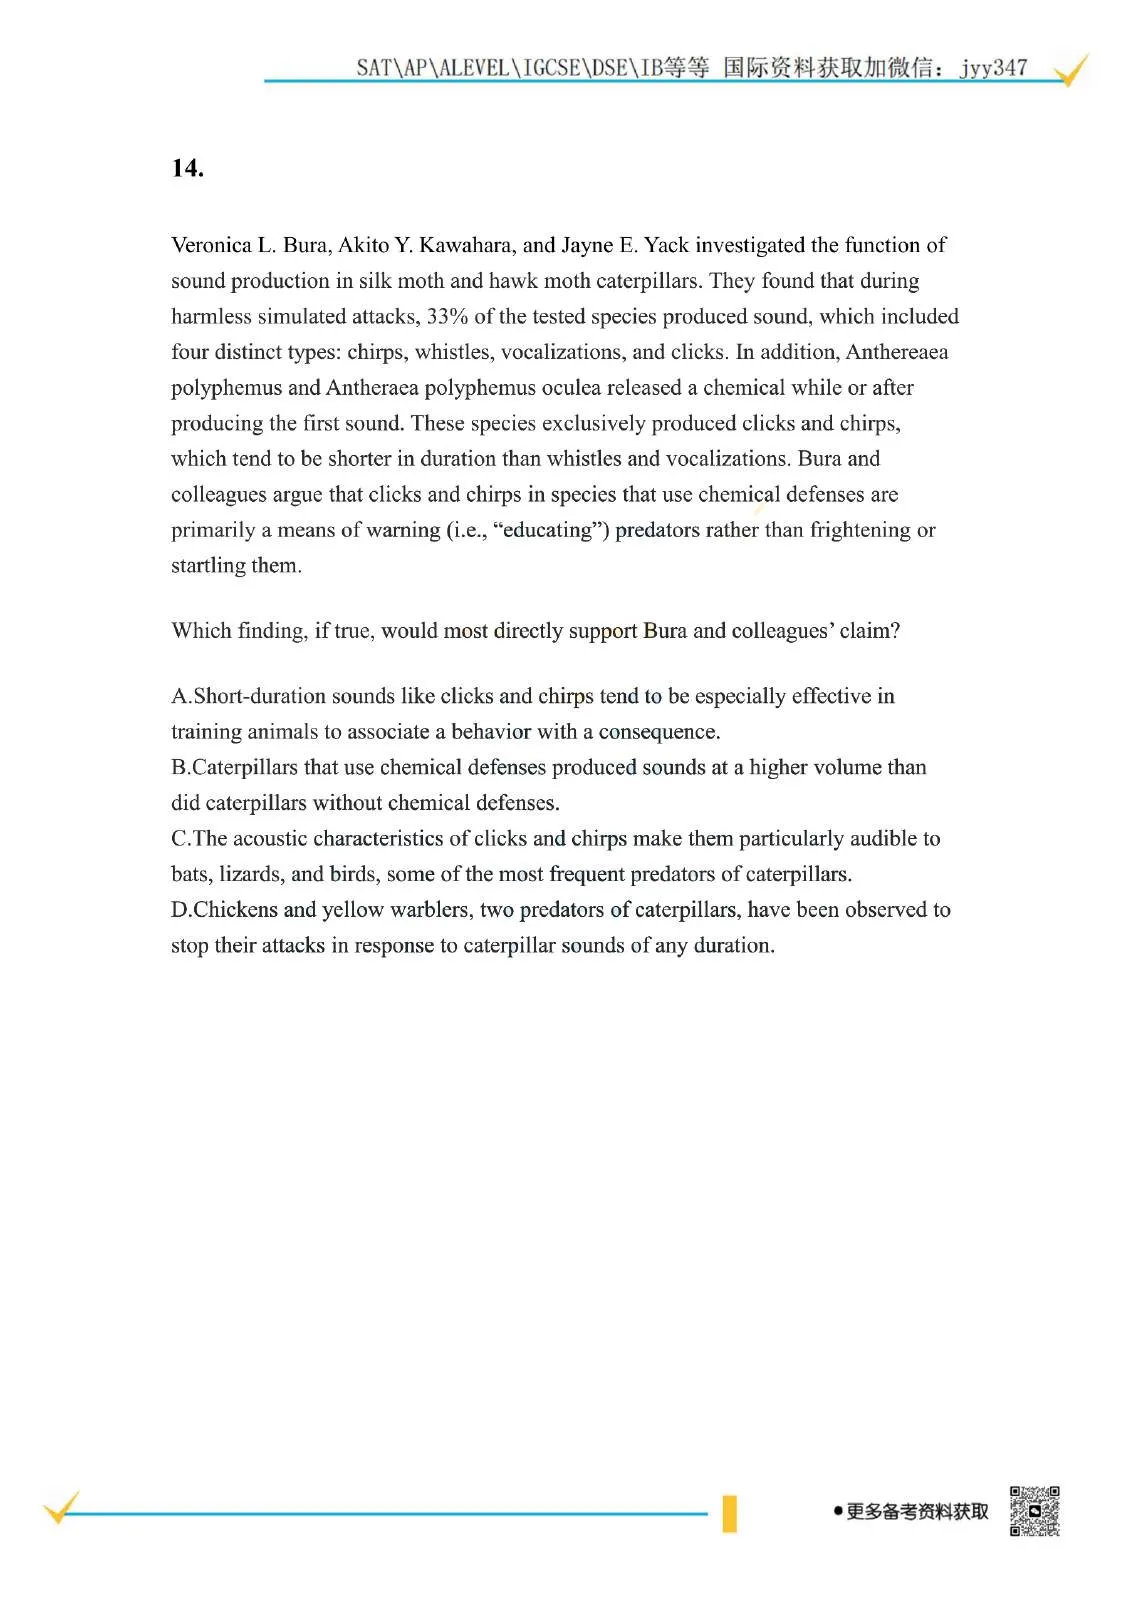 SAT\AP\ALEVEL\IGCSE\DSE\IB等等 国际资料获取加微信：jyy347
14.
Veronica L. Bura, Akito Y. Kawahara, and Jayne E. Yack investigated the function of
sound production in silk moth and hawk moth caterpillars. They found that during
harmless simulated attacks, 33% of the tested species produced sound, which included
four distinct types: chirps, whistles, vocalizations, and clicks. In addition, Anthereaea
polyphemus and Antheraea polyphemus oculea released a chemical while or after
producing the first sound. These species exclusively produced clicks and chirps,
which tend to be shorter in duration than whistles and vocalizations. Bura and
colleagues argue that clicks and chirps in species that use chemical defenses are
primarily a means of warning (i.e., “educating”) predators rather than frightening or
startling them.
Which finding, if true, would most directly support Bura and colleagues’ claim?
A.Short-duration sounds like clicks and chirps tend to be especially effective in
training animals to associate a behavior with a consequence.
B.Caterpillars that use chemical defenses produced sounds at a higher volume than
did caterpillars without chemical defenses.
C.The acoustic characteristics of clicks and chirps make them particularly audible to
bats, lizards, and birds, some of the most frequent predators of caterpillars.
D.Chickens and yellow warblers, two predators of caterpillars, have been observed to
stop their attacks in response to caterpillar sounds of any duration.
●更多备考资料获取